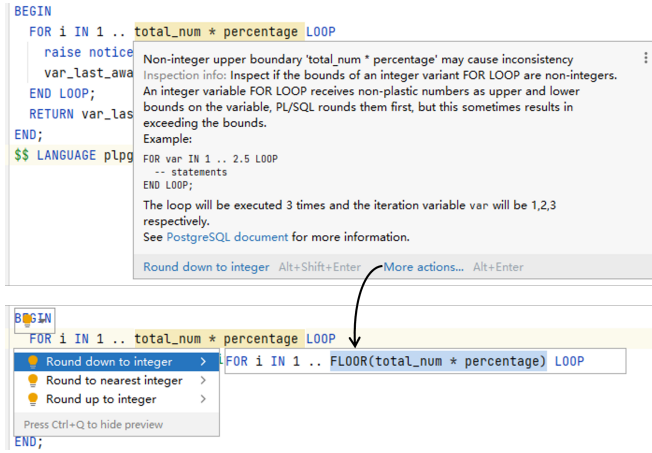 BEGIN
FOR i IN 1 .. total_num * percentage LOOP
raise notice
var_last_awa
END LOOP;
RETURN var_las
END;
$$ LANGUAGE plpg
Non-integer upper boundary 'total_num * percentage' may cause inconsistency
Inspection info: Inspect if the bounds of an integer variant FOR LOOP are non-integers.
An integer variable FOR LOOP receives non-plastic numbers as upper and lower
bounds on the variable, PL/SQL rounds them first, but this sometimes results in
exceeding the bounds.
Example:
FOR var IN 1 .. 2.5 LOOP
-- statements
END LOOP;
The loop will be executed 3 times and the iteration variable var will be 1,2,3
respectively.
See PostgreSQL document for more information.
Round down to integer Alt+Shift+Enter More actions... Alt+Enter
BEGIN
FOR i IN 1 .. total_num * percentage LOOP
Round down to integer
FOR i IN 1 .. FLOOR(total_num * percentage) LOOP
Round to nearest integer
Round up to integer
Press Ctrl+Q to hide preview
END;